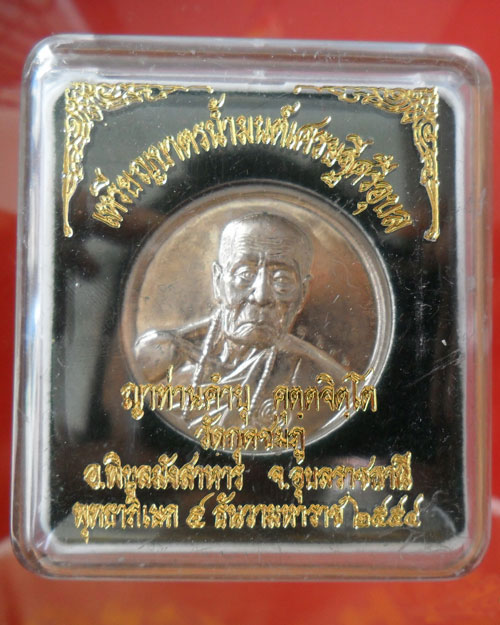 เหรียญบาตรน้ำมนต์เศรษฐีศรีอุบล
ญาท่านคำบุ คุตฺตจิตฺโต
วัดกุดชมภู
อ.พิบูลมังสาหาร จ.อุบลราชธานี
พุทธาภิเษก ๕ ธันวามหาราช ๒๕๕๔